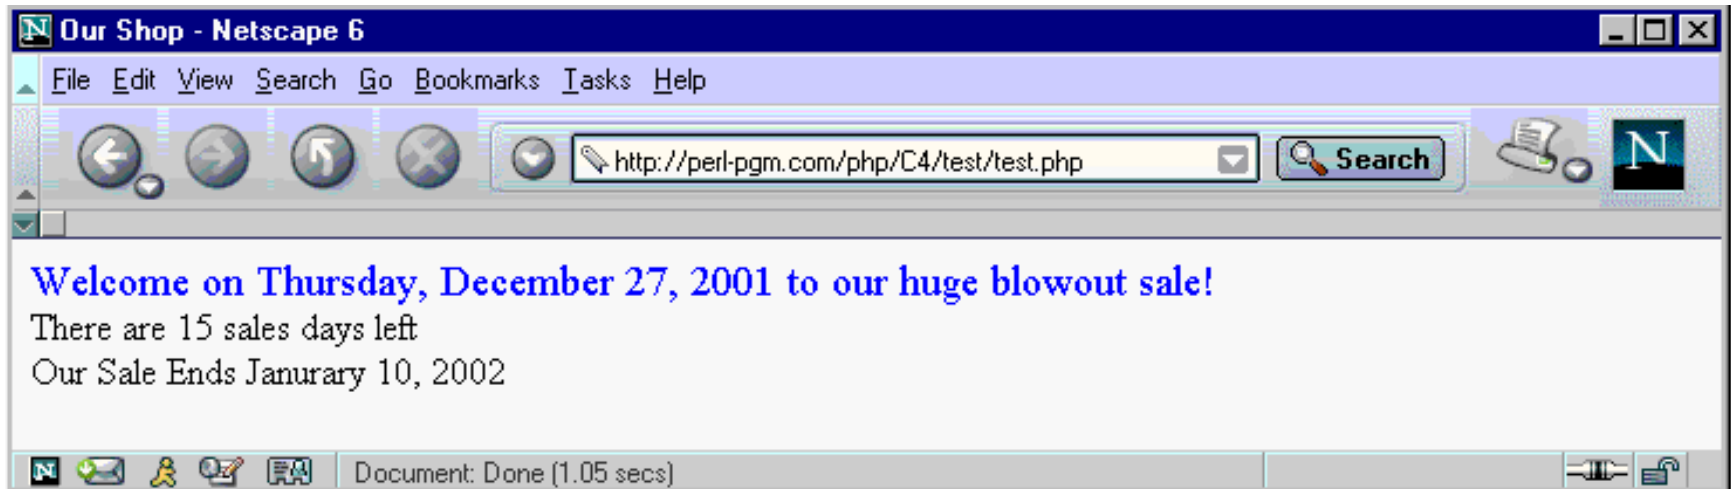 N Our Shop - Netscape 6
File Edit View Search Go Bookmarks Tasks Help
http://perl-pgm.com/php/C4/test/test.php Search N
Welcome on Thursday, December 27, 2001 to our huge blowout sale!
There are 15 sales days left
Our Sale Ends Janurary 10, 2002
N Document: Done (1.05 secs)